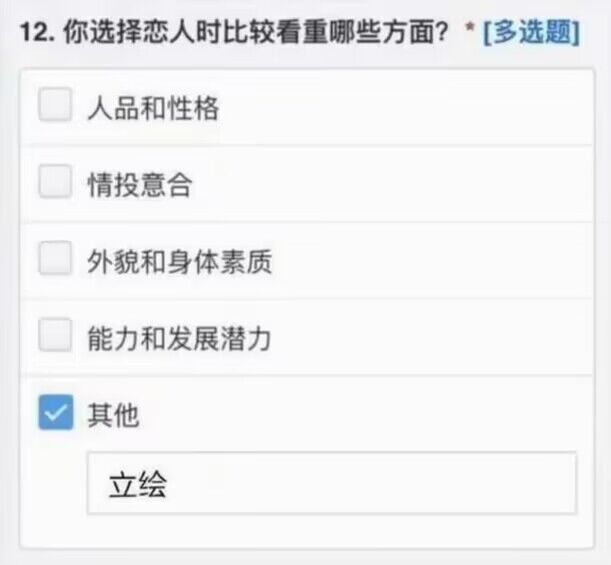 12. 你选择恋人时比较看重哪些方面? * [多选题]
人品和性格
情投意合
外貌和身体素质
能力和发展潜力
其他
立绘